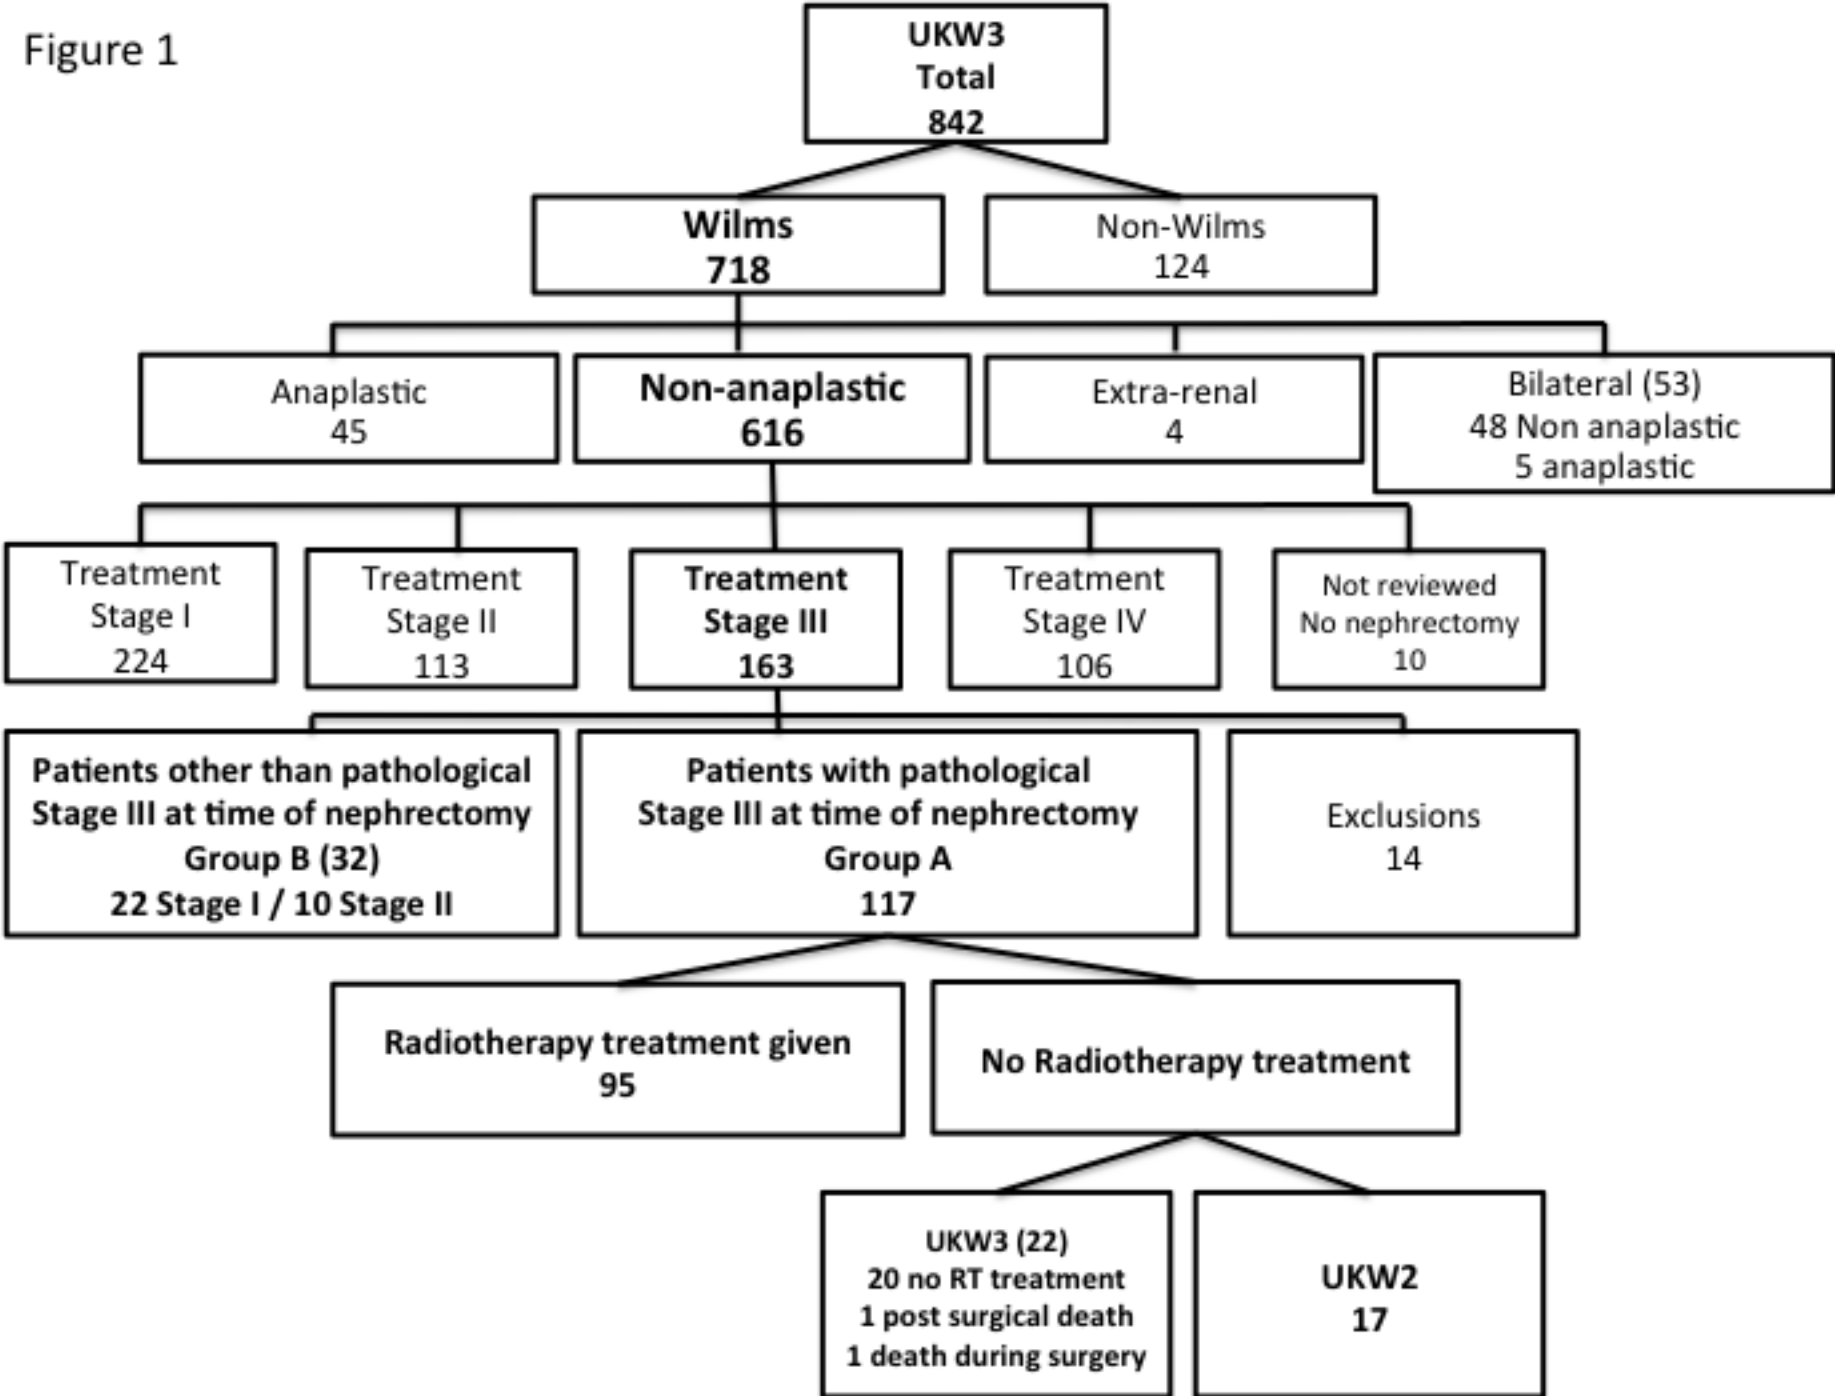 Figure 1
UKW3
Total
842
Wilms
718
Non-Wilms
124
Anaplastic
45
Non-anaplastic
616
Extra-renal
4
Bilateral (53)
48 Non anaplastic
5 anaplastic
Treatment
Stage I
224
Treatment
Stage II
113
Treatment
Stage III
163
Treatment
Stage IV
106
Not reviewed
No nephrectomy
10
Patients other than pathological
Stage III at time of nephrectomy
Group B (32)
22 Stage I / 10 Stage II
Patients with pathological
Stage III at time of nephrectomy
Group A
117
Exclusions
14
Radiotherapy treatment given
95
No Radiotherapy treatment
UKW3 (22)
20 no RT treatment
1 post surgical death
1 death during surgery
UKW2
17